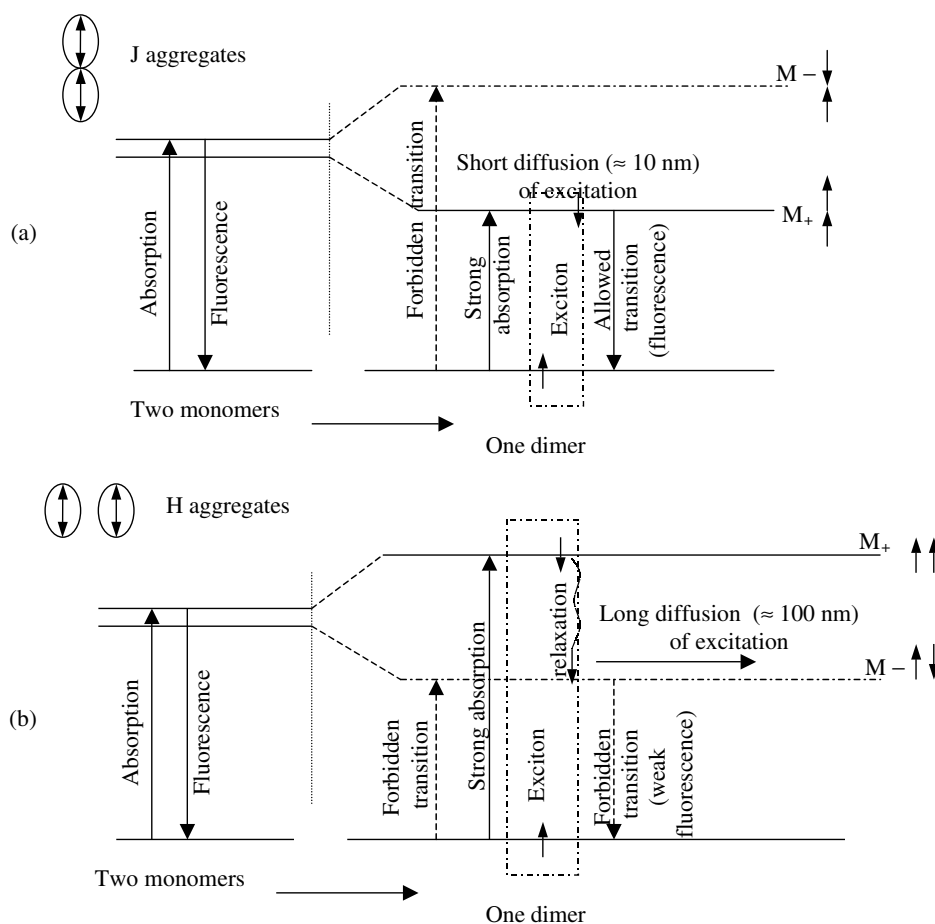 J aggregates
M –
Short diffusion (≈ 10 nm)
of excitation
M+
(a)
Absorption
Fluorescence
Forbidden transition
Strong
absorption
Exciton
Allowed
transition
(fluorescence)
Two monomers
One dimer
H aggregates
M+
relaxation
Long diffusion (≈ 100 nm)
of excitation
M –
(b)
Absorption
Fluorescence
Forbidden
transition
Strong absorption
Exciton
Forbidden
transition
(weak
fluorescence)
Two monomers
One dimer